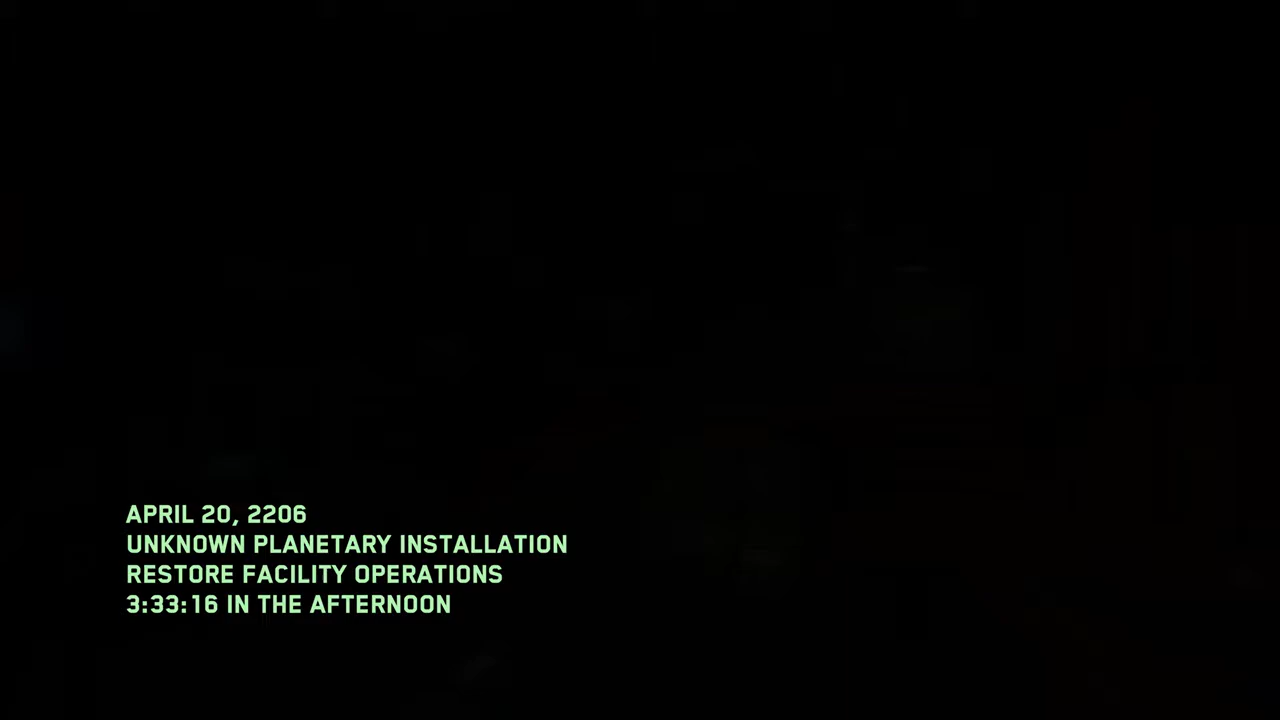 APRIL 20, 2206
UNKNOWN PLANETARY INSTALLATION
RESTORE FACILITY OPERATIONS
3:33:16 IN THE AFTERNOON